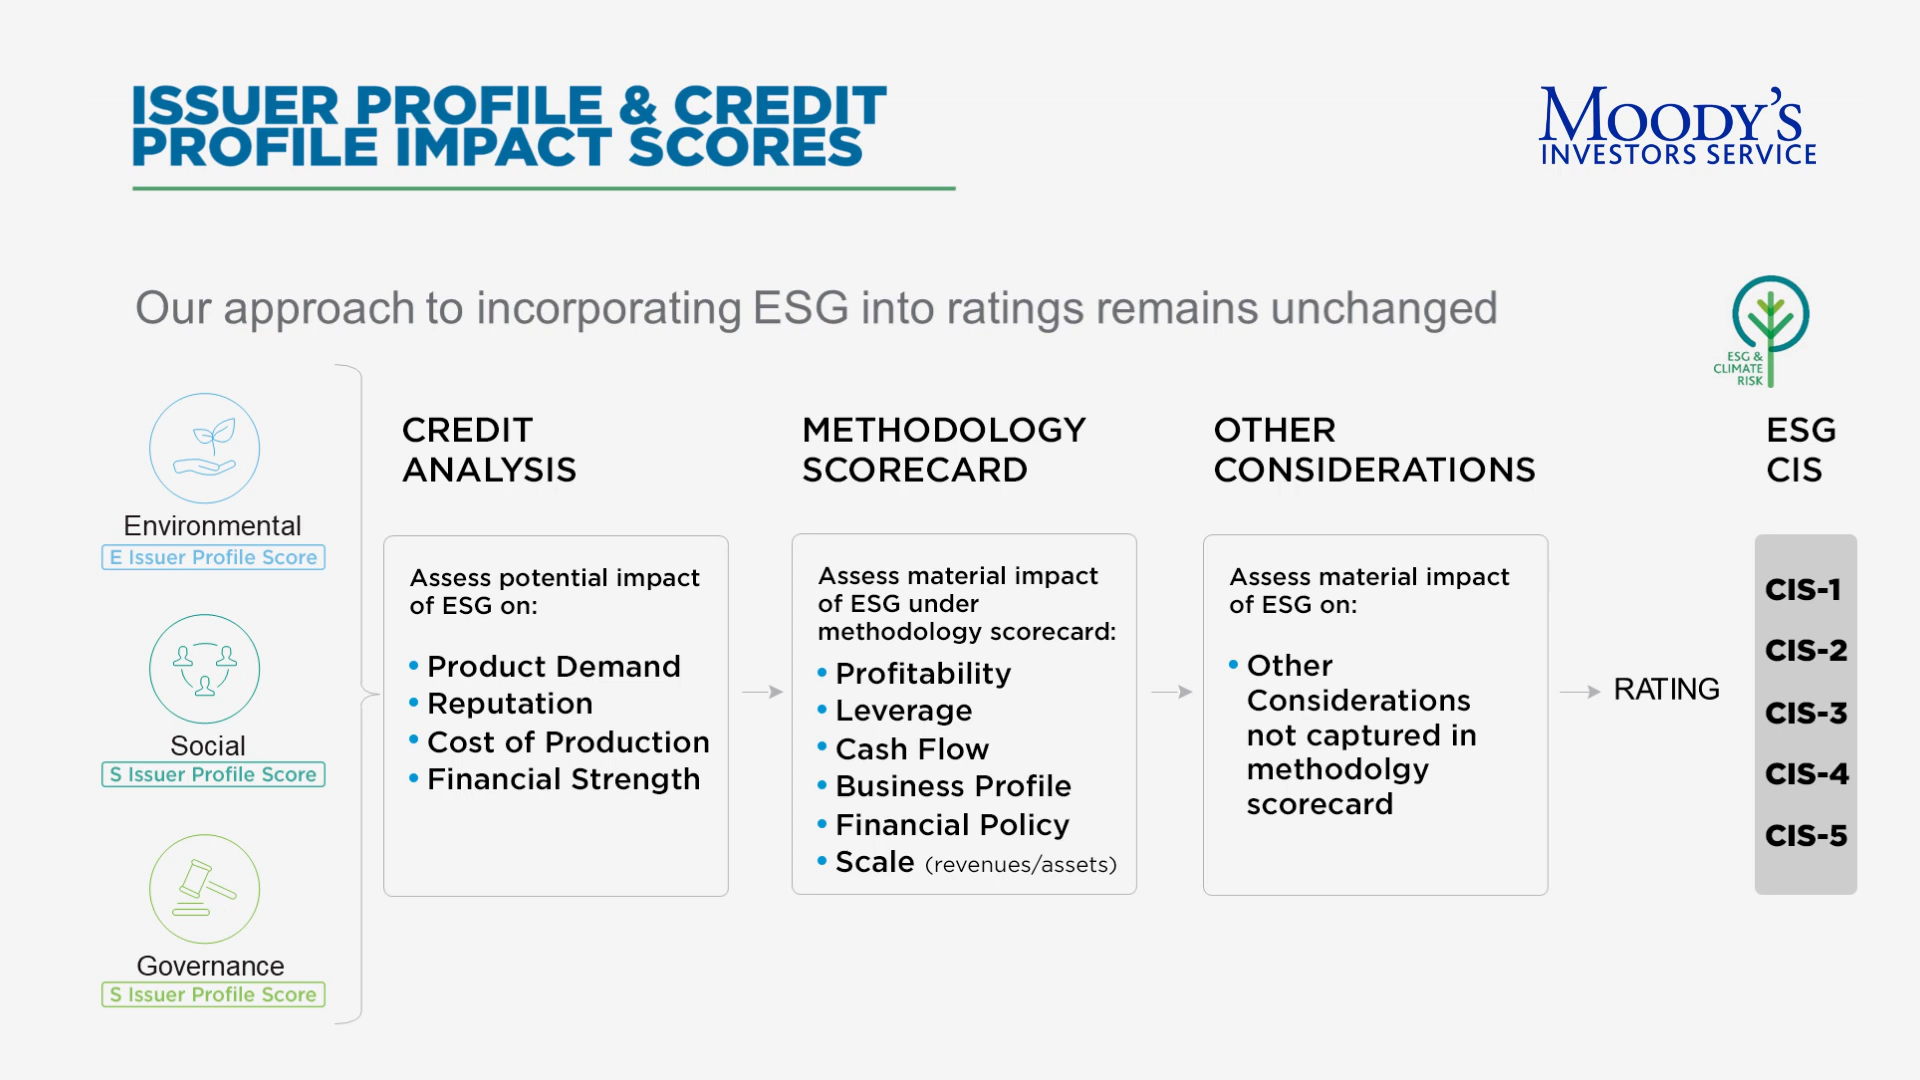 ISSUER PROFILE & CREDIT
PROFILE IMPACT SCORES
MOODY'S
INVESTORS SERVICE
Our approach to incorporating ESG into ratings remains unchanged
ESG &
CLIMATE
RISK
Environmental
E Issuer Profile Score
Social
S Issuer Profile Score
Governance
S Issuer Profile Score
CREDIT
ANALYSIS
Assess potential impact
of ESG on:
• Product Demand
• Reputation
• Cost of Production
• Financial Strength
METHODOLOGY
SCORECARD
Assess material impact
of ESG under
methodology scorecard:
• Profitability
• Leverage
• Cash Flow
• Business Profile
• Financial Policy
• Scale (revenues/assets)
OTHER
CONSIDERATIONS
Assess material impact
of ESG on:
• Other
Considerations
not captured in
methodolgy
scorecard
RATING
ESG
CIS
CIS-1
CIS-2
CIS-3
CIS-4
CIS-5